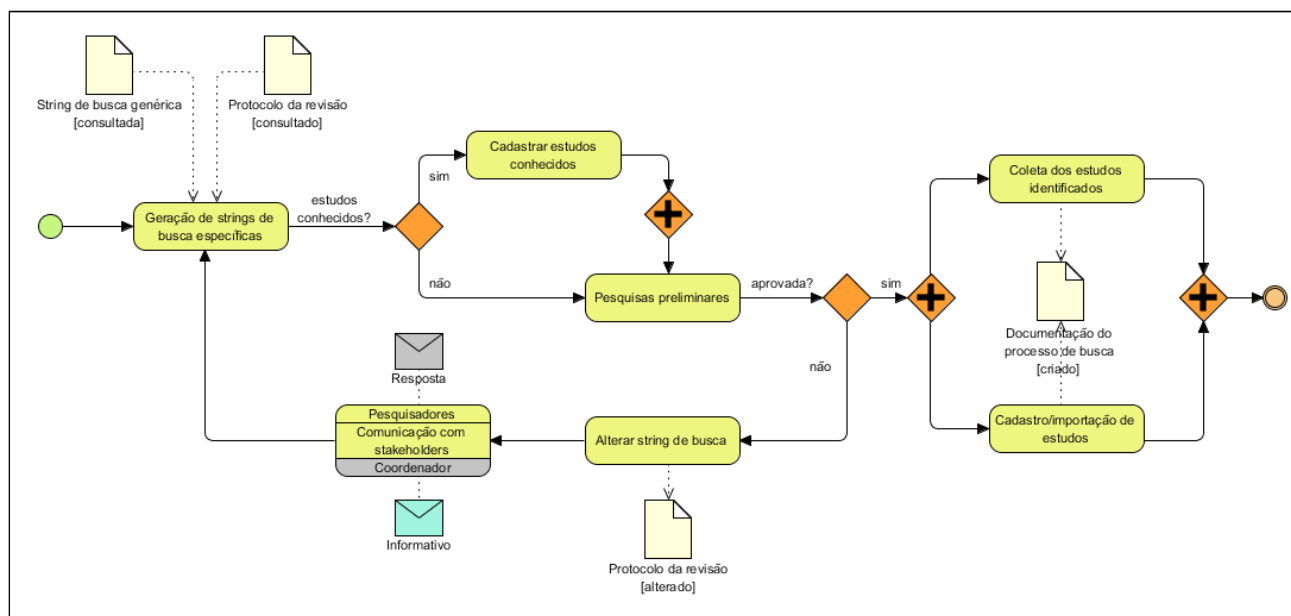 String de busca genérica
[consultada]
Protocolo da revisão
[consultado]
Geração de strings de
busca específicas
estudos
conhecidos?
sim
não
Cadastrar estudos
conhecidos
Pesquisas preliminares
aprovada?
sim
não
Coleta dos estudos
identificados
Documentação do
processo de busca
[criado]
Cadastro/importação de
estudos
Alterar string de busca
Protocolo da revisão
[alterado]
Resposta
Pesquisadores
Comunicação com
stakeholders
Coordenador
Informativo